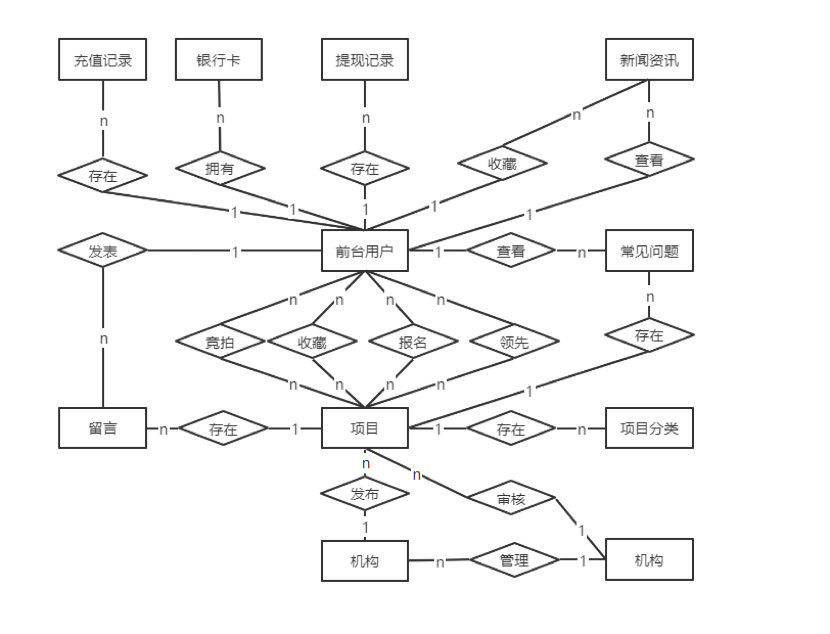 充值记录
银行卡
提现记录
新闻资讯
n
n
n
n
n
存在
拥有
存在
收藏
查看
1
1
1
1
1
发表
1
前台用户
1
查看
n
常见问题
n
n
n
n
n
n
竞拍
收藏
报名
领先
存在
n
n
n
n
1
留言
n
存在
1
项目
1
存在
n
项目分类
n
n
发布
审核
1
1
机构
n
管理
1
机构